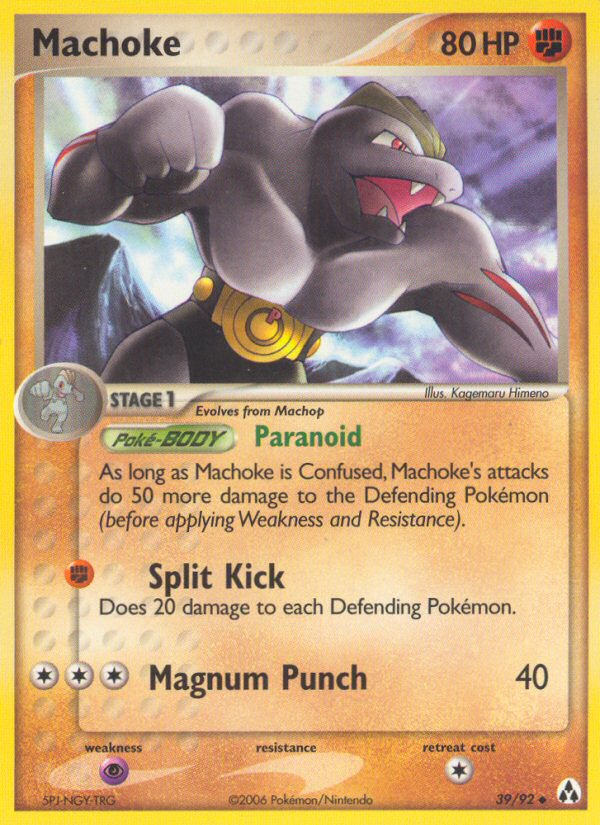 Machoke 80 HP
Illus. Kagemaru Himeno
STAGE 1
Evolves from Machop
Poké-BODY Paranoid
As long as Machoke is Confused, Machoke's attacks
do 50 more damage to the Defending Pokémon
(before applying Weakness and Resistance).
Split Kick
Does 20 damage to each Defending Pokémon.
Magnum Punch 40
weakness resistance retreat cost
5PJ-NGY-TRG ©2006 Pokémon/Nintendo 39/92